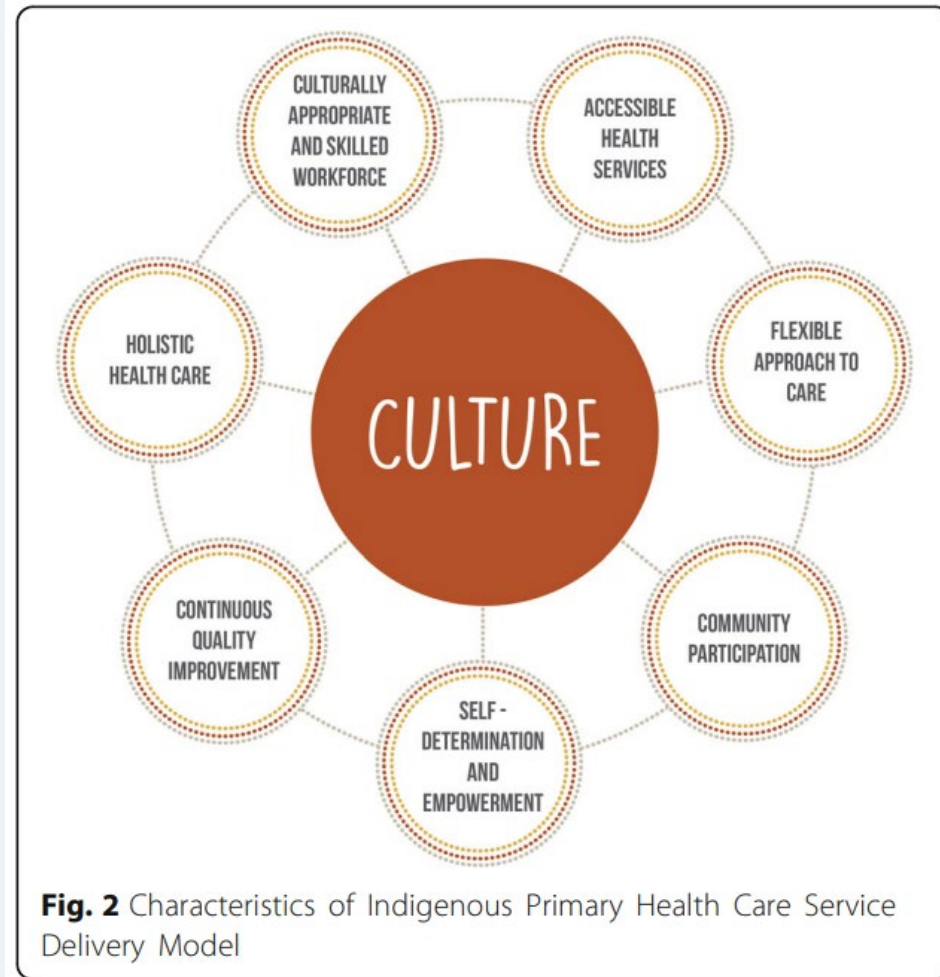 CULTURALLY
APPROPRIATE
AND SKILLED
WORKFORCE
ACCESSIBLE
HEALTH
SERVICES
FLEXIBLE
APPROACH TO
CARE
COMMUNITY
PARTICIPATION
SELF -
DETERMINATION
AND
EMPOWERMENT
CONTINUOUS
QUALITY
IMPROVEMENT
HOLISTIC
HEALTH CARE
CULTURE
Fig. 2 Characteristics of Indigenous Primary Health Care Service
Delivery Model